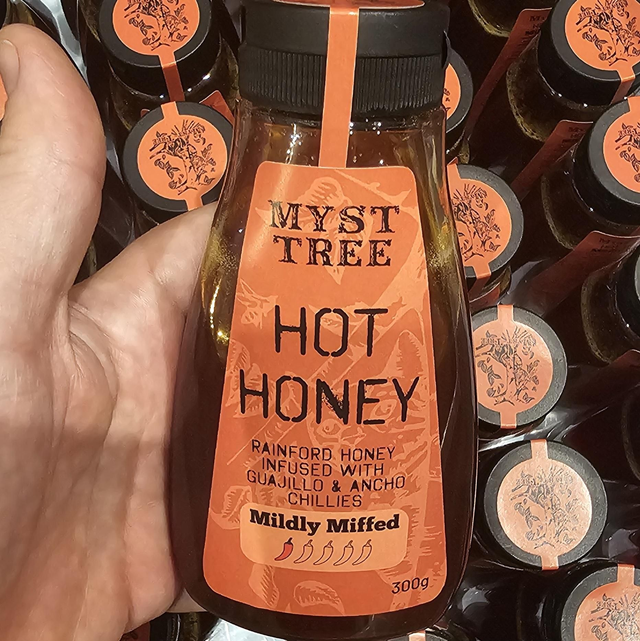 MYST
TREE
HOT
HONEY
RAINFORD HONEY
INFUSED WITH
GUAJILLO & ANCHO
CHILLIES
Mildly Miffed
300g